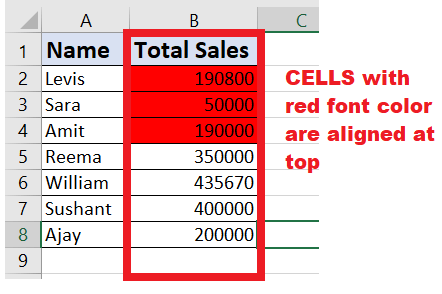 A B C
1 Name Total Sales
2 Levis 190800
3 Sara 50000
4 Amit 190000
5 Reema 350000
6 William 435670
7 Sushant 400000
8 Ajay 200000
9
CELLS with
red font color
are aligned at
top